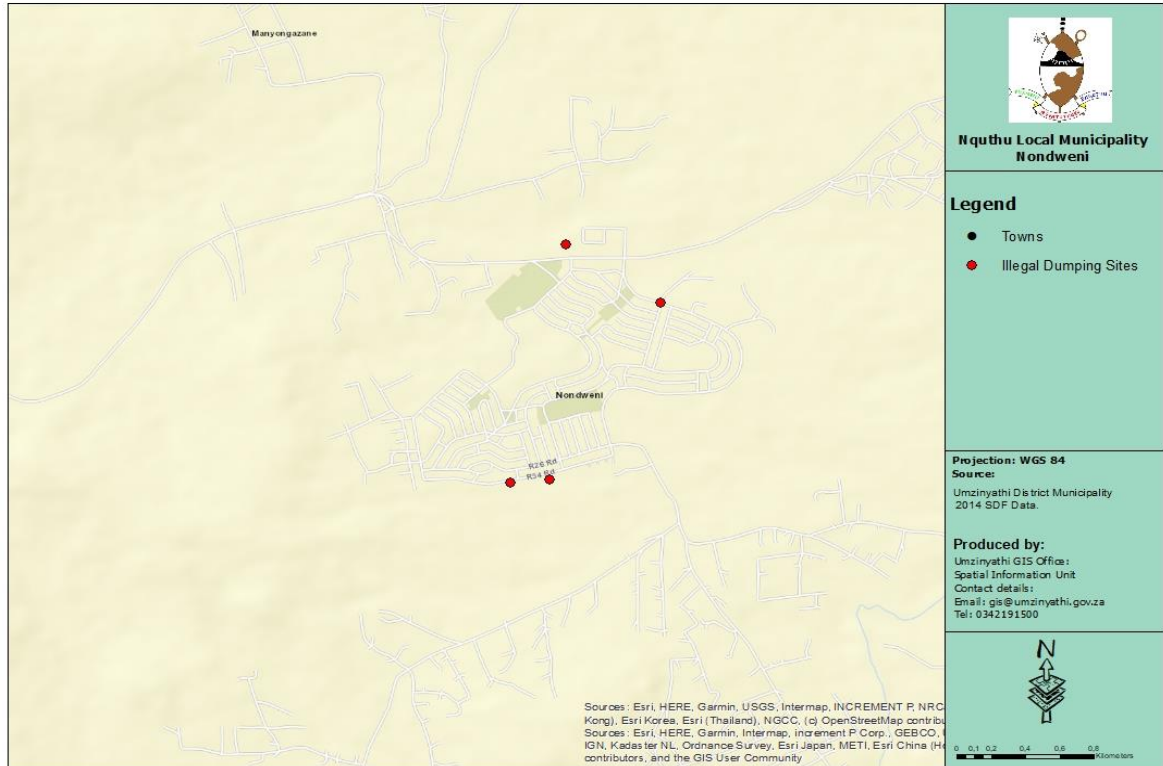 Manyongazane
Nondweni
R26 Rd
R34 Rd
Sources: Esri, HERE, Garmin, USGS, Intermap, INCREMENT P, NRC
Kong), Esri Korea, Esri (Thailand), NGCC, (c) OpenStreetMap contribu
Sources: Esri, HERE, Garmin, Intermap, increment P Corp., GEBCO, U
IGN, Kadaster NL, Ordnance Survey, Esri Japan, METI, Esri China (Ho
contributors, and the GIS User Community
Nquthu Local Municipality
Nondweni
Legend
Towns
Illegal Dumping Sites
Projection: WGS 84
Source:
Umzinyathi District Municipality
2014 SDF Data.
Produced by:
Umzinyathi GIS Office:
Spatial Information Unit
Contact details:
Email: gis@umzinyathi.gov.za
Tel: 0342191500
N
0 0,1 0,2 0,4 0,6 0,8
Kilometers